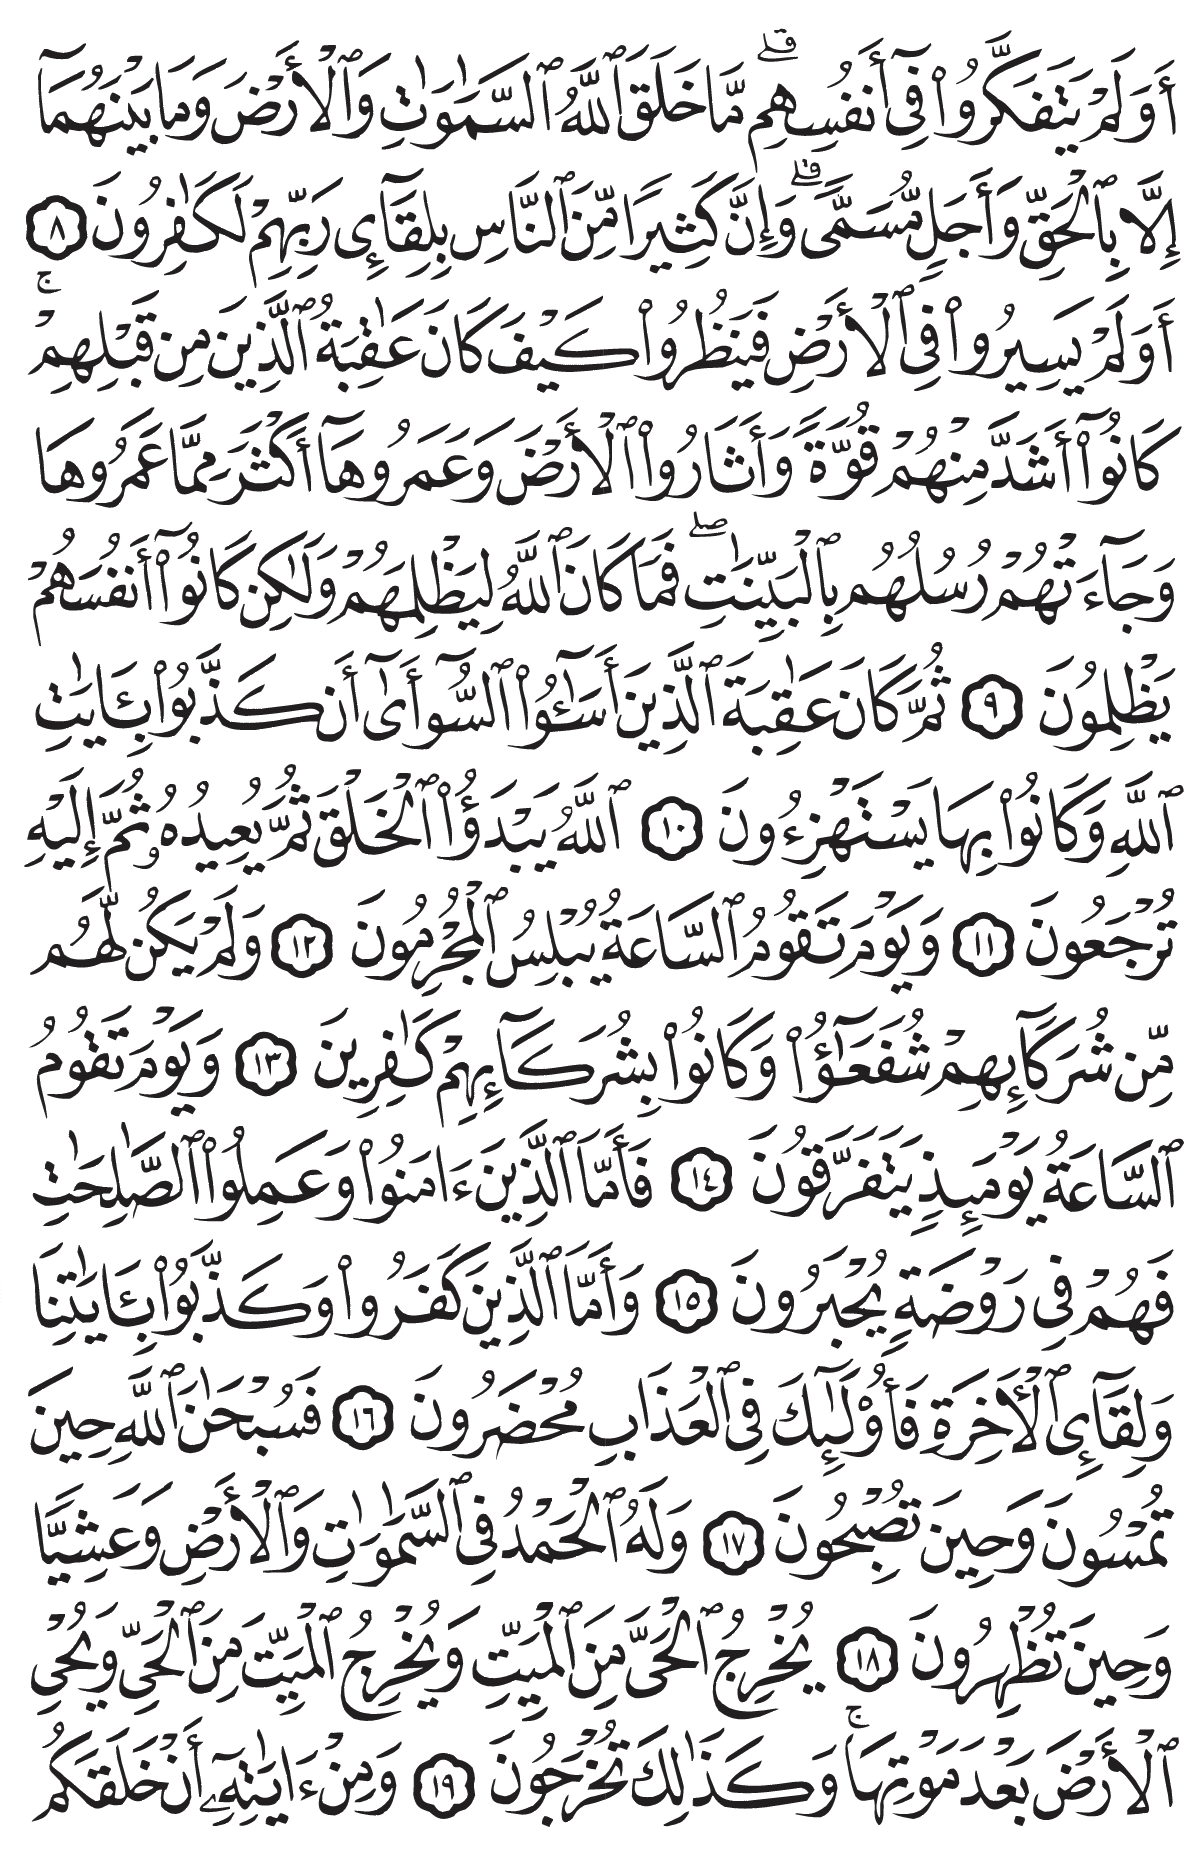 أَوَلَمْ يَتَفَكَّرُوا۟ فِىٓ أَنفُسِهِم ۗ مَّا خَلَقَ ٱللَّهُ ٱلسَّمَٰوَٰتِ وَٱلْأَرْضَ وَمَا بَيْنَهُمَآ
إِلَّا بِٱلْحَقِّ وَأَجَلٍ مُّسَمًّى ۗ وَإِنَّ كَثِيرًا مِّنَ ٱلنَّاسِ بِلِقَآئِ رَبِّهِمْ لَكَٰفِرُونَ ٨
أَوَلَمْ يَسِيرُوا۟ فِى ٱلْأَرْضِ فَيَنظُرُوا۟ كَيْفَ كَانَ عَٰقِبَةُ ٱلَّذِينَ مِن قَبْلِهِمْ ۚ
كَانُوٓا۟ أَشَدَّ مِنْهُمْ قُوَّةً وَأَثَارُوا۟ ٱلْأَرْضَ وَعَمَرُوهَآ أَكْثَرَ مِمَّا عَمَرُوهَا
وَجَآءَتْهُمْ رُسُلُهُم بِٱلْبَيِّنَٰتِ ۖ فَمَا كَانَ ٱللَّهُ لِيَظْلِمَهُمْ وَلَٰكِن كَانُوٓا۟ أَنفُسَهُمْ
يَظْلِمُونَ ٩ ثُمَّ كَانَ عَٰقِبَةَ ٱلَّذِينَ أَسَٰٓـُٔوا۟ ٱلسُّوٓأَىٰٓ أَن كَذَّبُوا۟ بِـَٔايَٰتِ
ٱللَّهِ وَكَانُوا۟ بِهَا يَسْتَهْزِءُونَ ١٠ ٱللَّهُ يَبْدَؤُا۟ ٱلْخَلْقَ ثُمَّ يُعِيدُهُۥ ثُمَّ إِلَيْهِ
تُرْجَعُونَ ١١ وَيَوْمَ تَقُومُ ٱلسَّاعَةُ يُبْلِسُ ٱلْمُجْرِمُونَ ١٢ وَلَمْ يَكُن لَّهُم
مِّن شُرَكَآئِهِمْ شُفَعَٰٓؤُا۟ وَكَانُوا۟ بِشُرَكَآئِهِمْ كَٰفِرِينَ ١٣ وَيَوْمَ تَقُومُ
ٱلسَّاعَةُ يَوْمَئِذٍ يَتَفَرَّقُونَ ١٤ فَأَمَّا ٱلَّذِينَ ءَامَنُوا۟ وَعَمِلُوا۟ ٱلصَّٰلِحَٰتِ
فَهُمْ فِى رَوْضَةٍ يُحْبَرُونَ ١٥ وَأَمَّا ٱلَّذِينَ كَفَرُوا۟ وَكَذَّبُوا۟ بِـَٔايَٰتِنَا
وَلِقَآئِ ٱلْـَٔاخِرَةِ فَأُو۟لَٰٓئِكَ فِى ٱلْعَذَابِ مُحْضَرُونَ ١٦ فَسُبْحَٰنَ ٱللَّهِ حِينَ
تُمْسُونَ وَحِينَ تُصْبِحُونَ ١٧ وَلَهُ ٱلْحَمْدُ فِى ٱلسَّمَٰوَٰتِ وَٱلْأَرْضِ وَعَشِيًّا
وَحِينَ تُظْهِرُونَ ١٨ يُخْرِجُ ٱلْحَىَّ مِنَ ٱلْمَيِّتِ وَيُخْرِجُ ٱلْمَيِّتَ مِنَ ٱلْحَىِّ وَيُحْىِ
ٱلْأَرْضَ بَعْدَ مَوْتِهَا ۚ وَكَذَٰلِكَ تُخْرَجُونَ ١٩ وَمِنْ ءَايَٰتِهِۦٓ أَنْ خَلَقَكُم